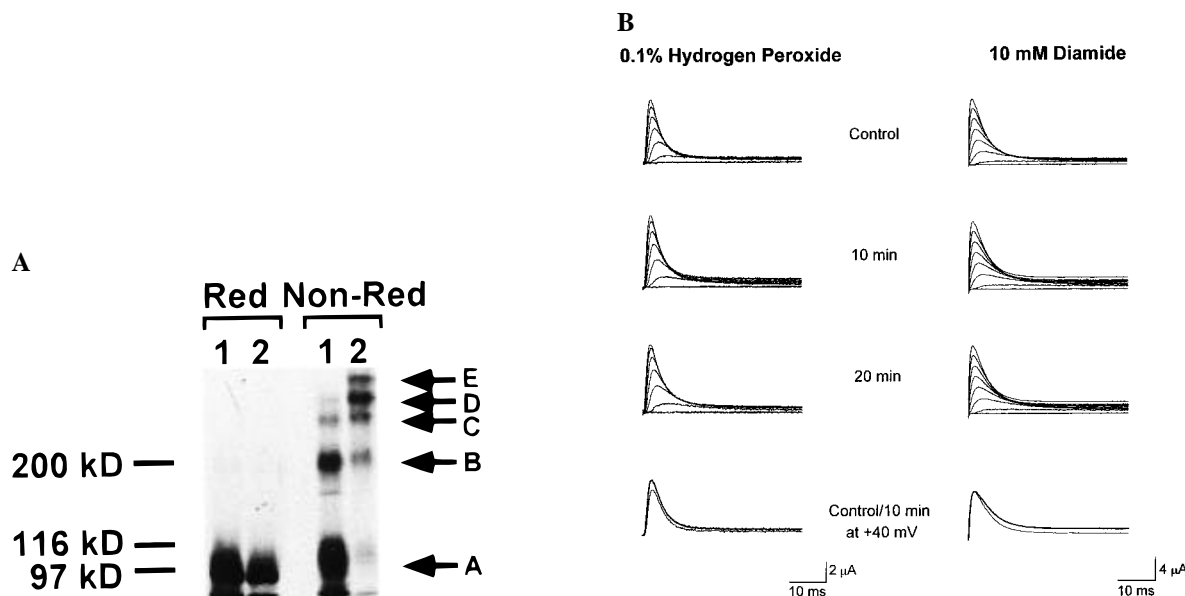 A
Red Non-Red
1 2 1 2
E
D
C
200 kD B
116 kD
97 kD A
B
0.1% Hydrogen Peroxide 10 mM Diamide
Control
10 min
20 min
Control/10 min
at +40 mV
2 µA 4 µA
10 ms 10 ms